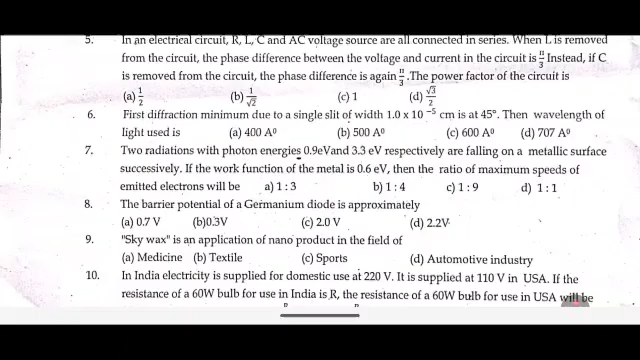 5. In an electrical circuit, R, L, C and AC voltage source are all connected in series. When L is removed
from the circuit, the phase difference between the voltage and current in the circuit is π/3 Instead, if C
is removed from the circuit, the phase difference is again π/3 .The power factor of the circuit is
(a) 1/2 (b) 1/√2 (c) 1 (d) √3/2
6. First diffraction minimum due to a single slit of width 1.0 x 10 ⁻⁵ cm is at 45°. Then wavelength of
light used is (a) 400 A⁰ (b) 500 A⁰ (c) 600 A⁰ (d) 707 A⁰
7. Two radiations with photon energies 0.9eVand 3.3 eV respectively are falling on a metallic surface
successively. If the work function of the metal is 0.6 eV, then the ratio of maximum speeds of
emitted electrons will be a) 1 : 3 b) 1 : 4 c) 1 : 9 d) 1 : 1
8. The barrier potential of a Germanium diode is approximately
(a) 0.7 V (b)0.3V (c) 2.0 V (d) 2.2V
9. "Sky wax" is an application of nano product in the field of
(a) Medicine (b) Textile (c) Sports (d) Automotive industry
10. In India electricity is supplied for domestic use at 220 V. It is supplied at 110 V in USA. If the
resistance of a 60W bulb for use in India is R, the resistance of a 60W bulb for use in USA will be